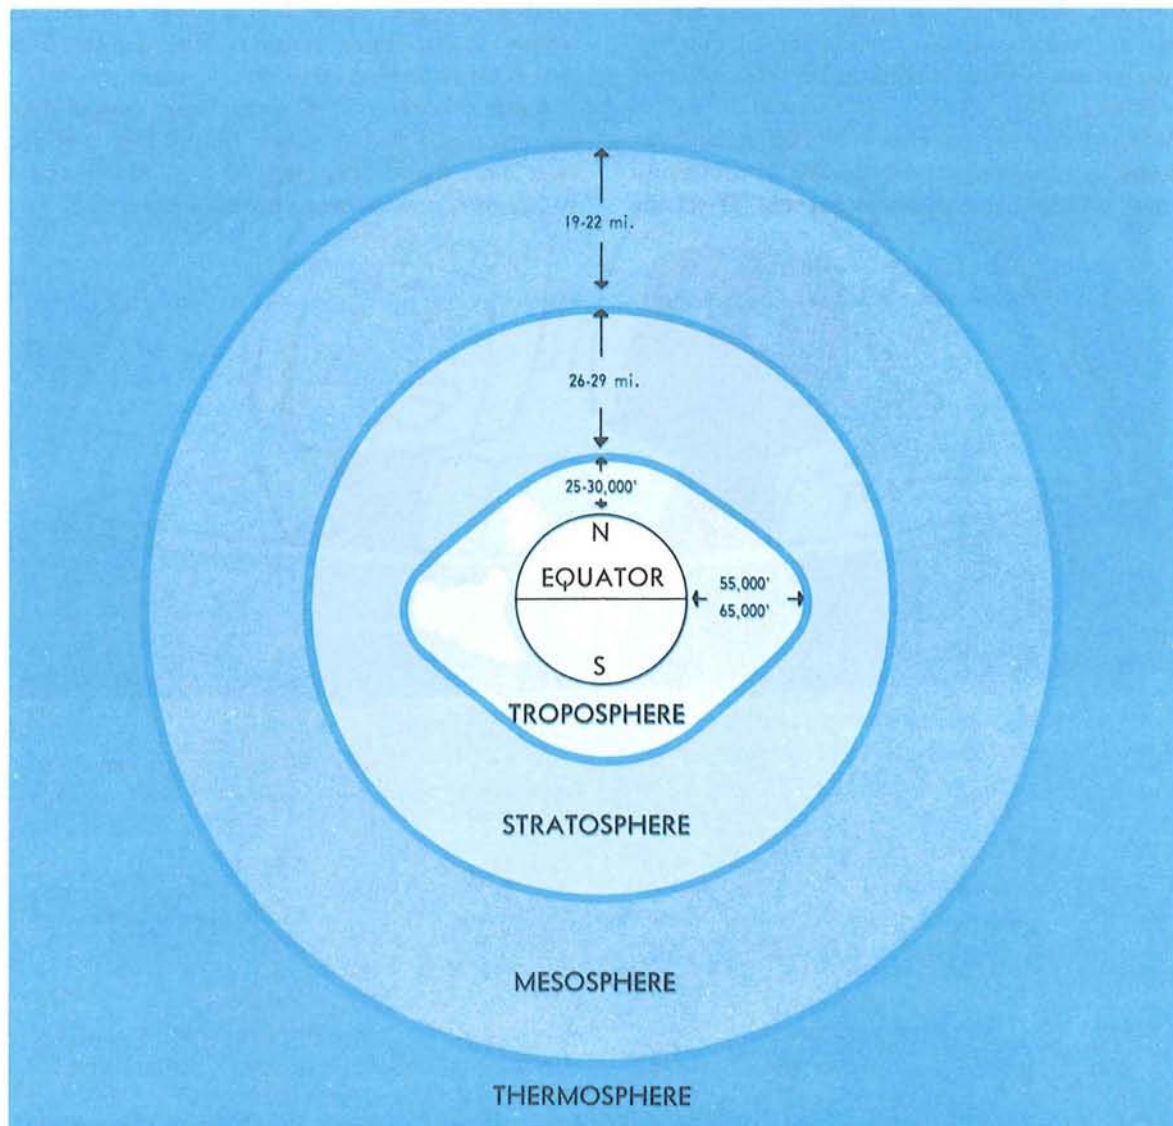 19-22 mi.
26-29 mi.
25-30,000'
N
EQUATOR
55,000'
65,000'
S
TROPOSPHERE
STRATOSPHERE
MESOSPHERE
THERMOSPHERE